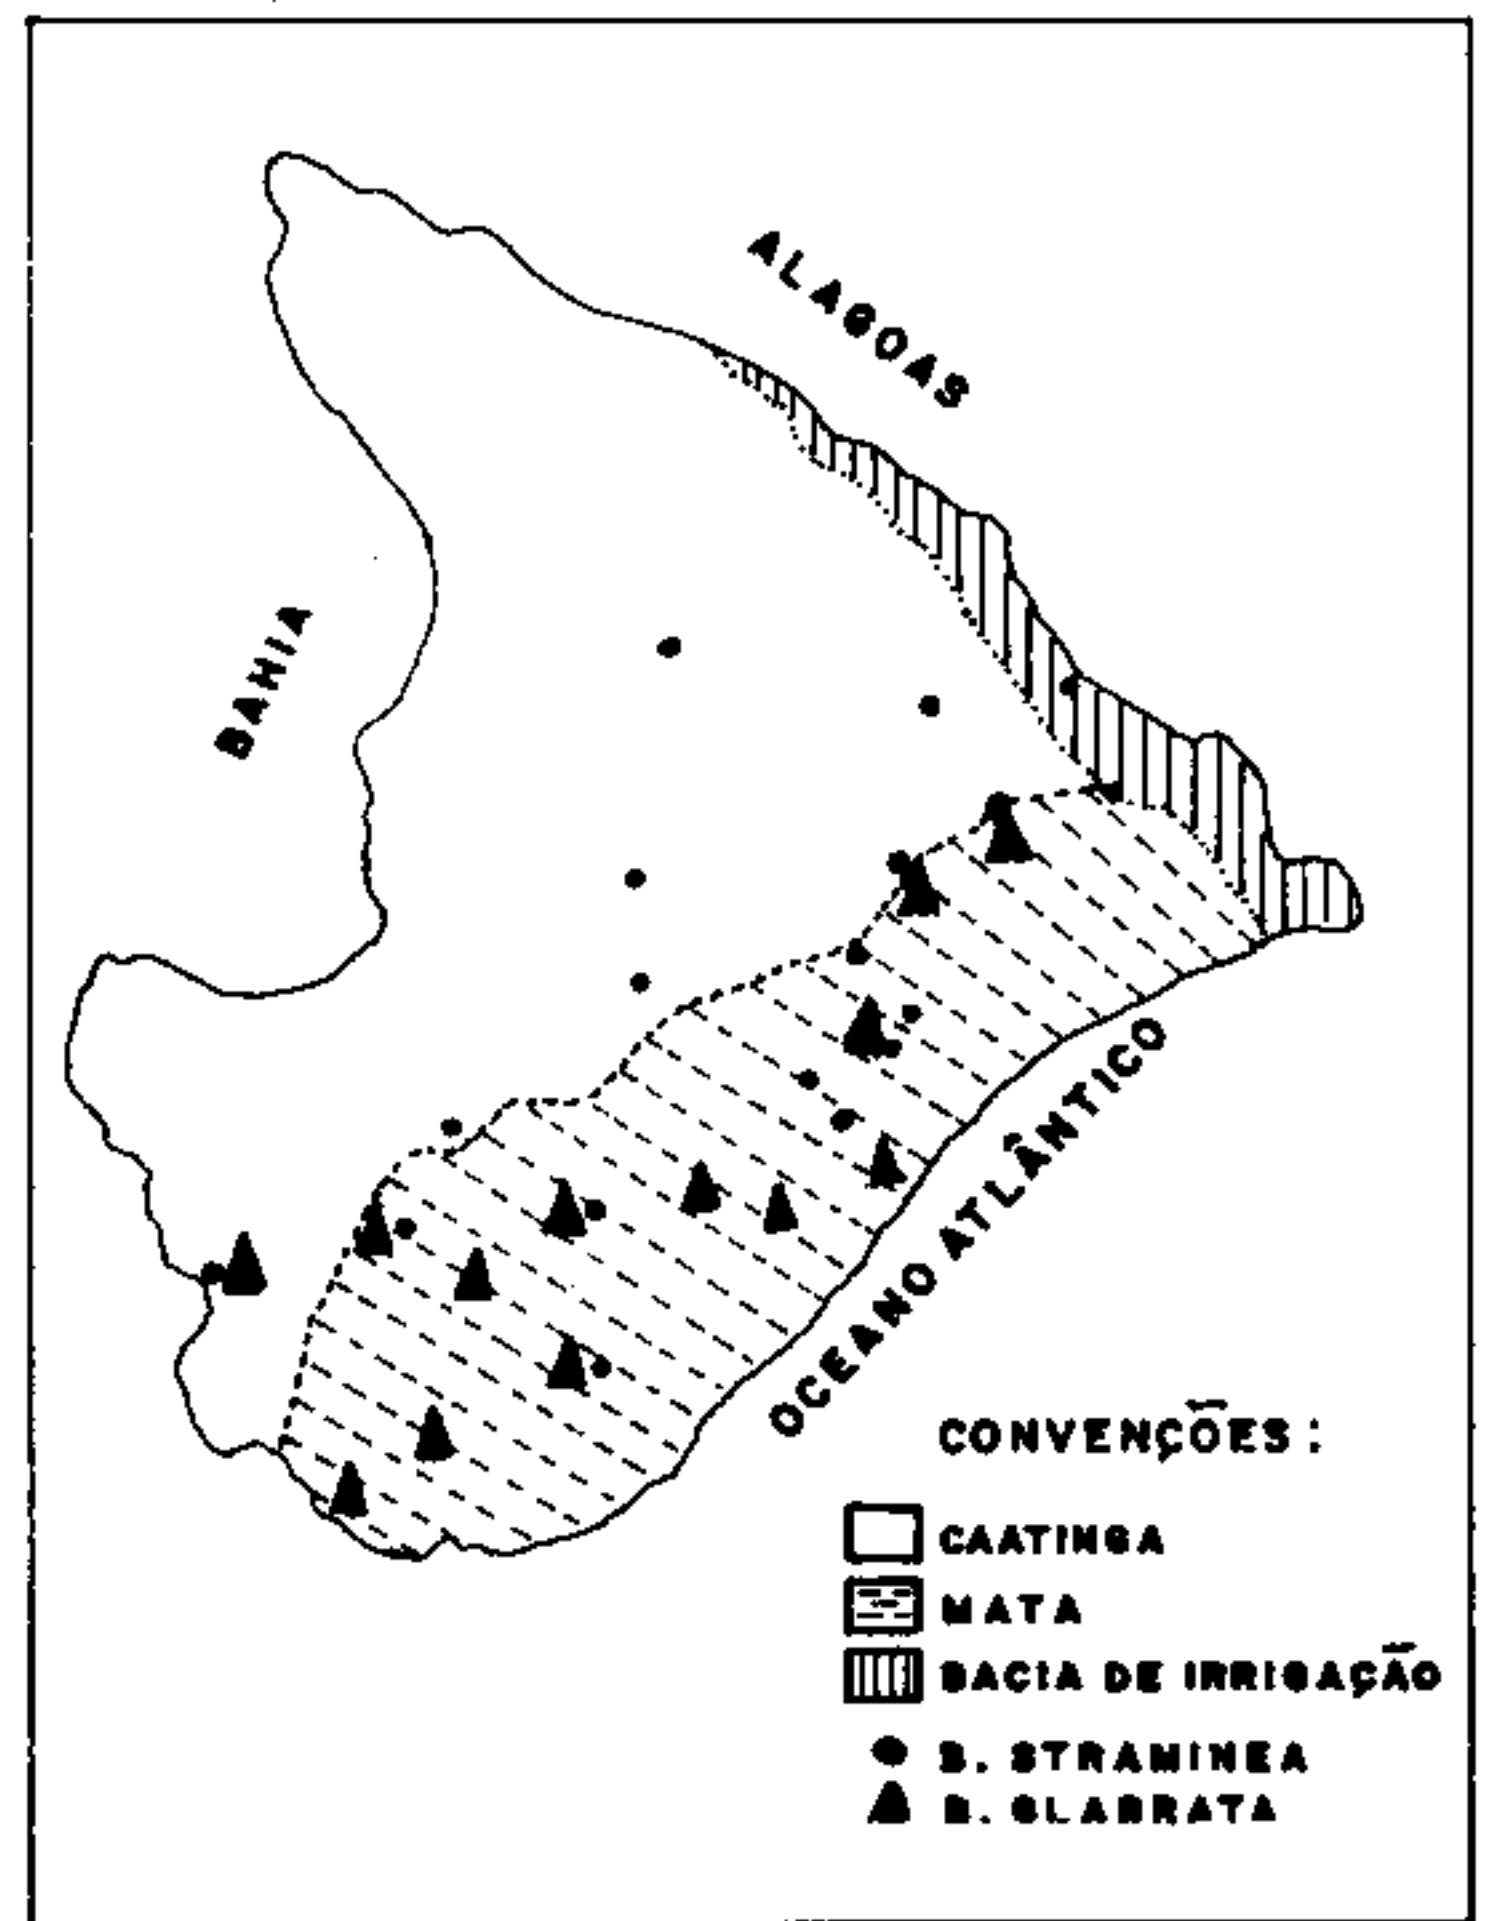 ALAGOAS
BAHIA
OCEANO ATLÂNTICO
CONVENÇÕES:
CAATINGA
MATA
BACIA DE IRRIGAÇÃO
B. STRAMINEA
B. GLABRATA